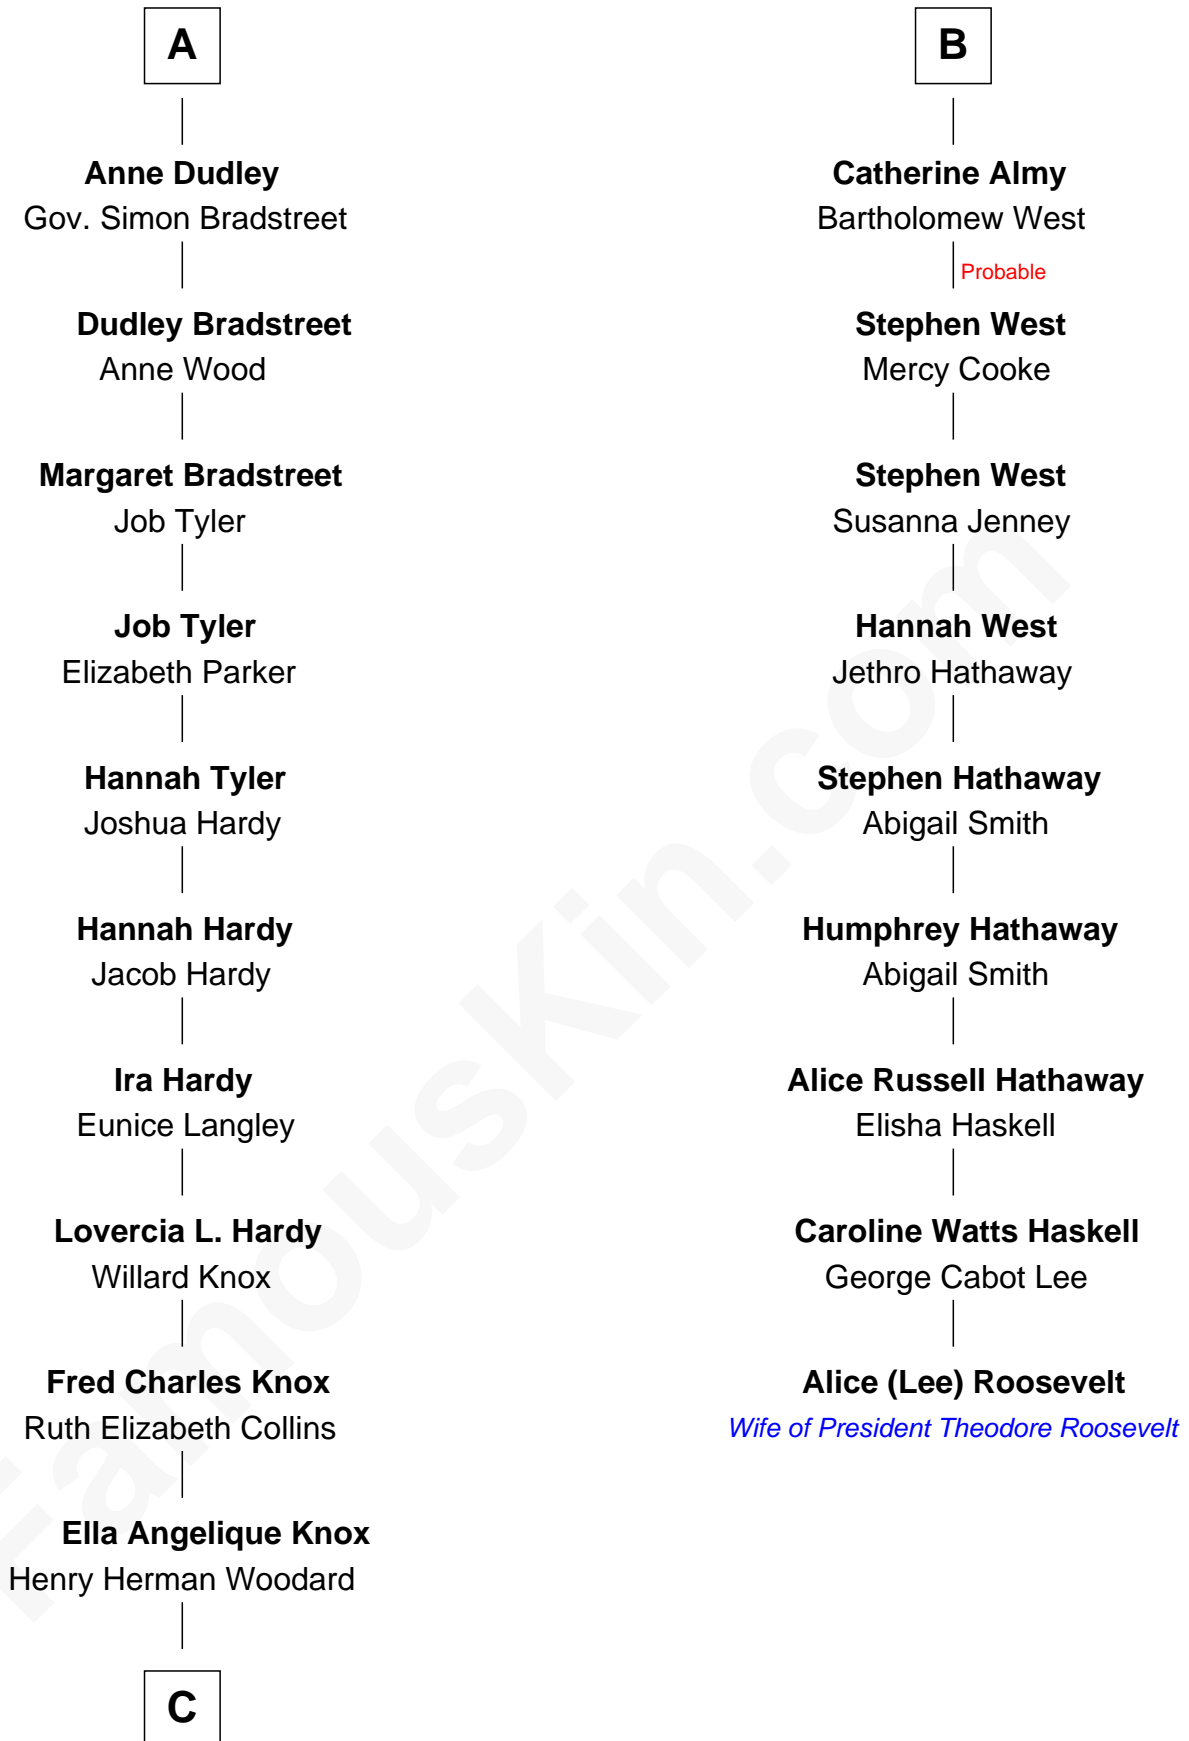 A
Anne Dudley
Gov. Simon Bradstreet
Dudley Bradstreet
Anne Wood
Margaret Bradstreet
Job Tyler
Job Tyler
Elizabeth Parker
Hannah Tyler
Joshua Hardy
Hannah Hardy
Jacob Hardy
Ira Hardy
Eunice Langley
Lovercia L. Hardy
Willard Knox
Fred Charles Knox
Ruth Elizabeth Collins
Ella Angelique Knox
Henry Herman Woodard
C
B
Catherine Almy
Bartholomew West
Probable
Stephen West
Mercy Cooke
Stephen West
Susanna Jenney
Hannah West
Jethro Hathaway
Stephen Hathaway
Abigail Smith
Humphrey Hathaway
Abigail Smith
Alice Russell Hathaway
Elisha Haskell
Caroline Watts Haskell
George Cabot Lee
Alice (Lee) Roosevelt
Wife of President Theodore Roosevelt
FamousKin.com